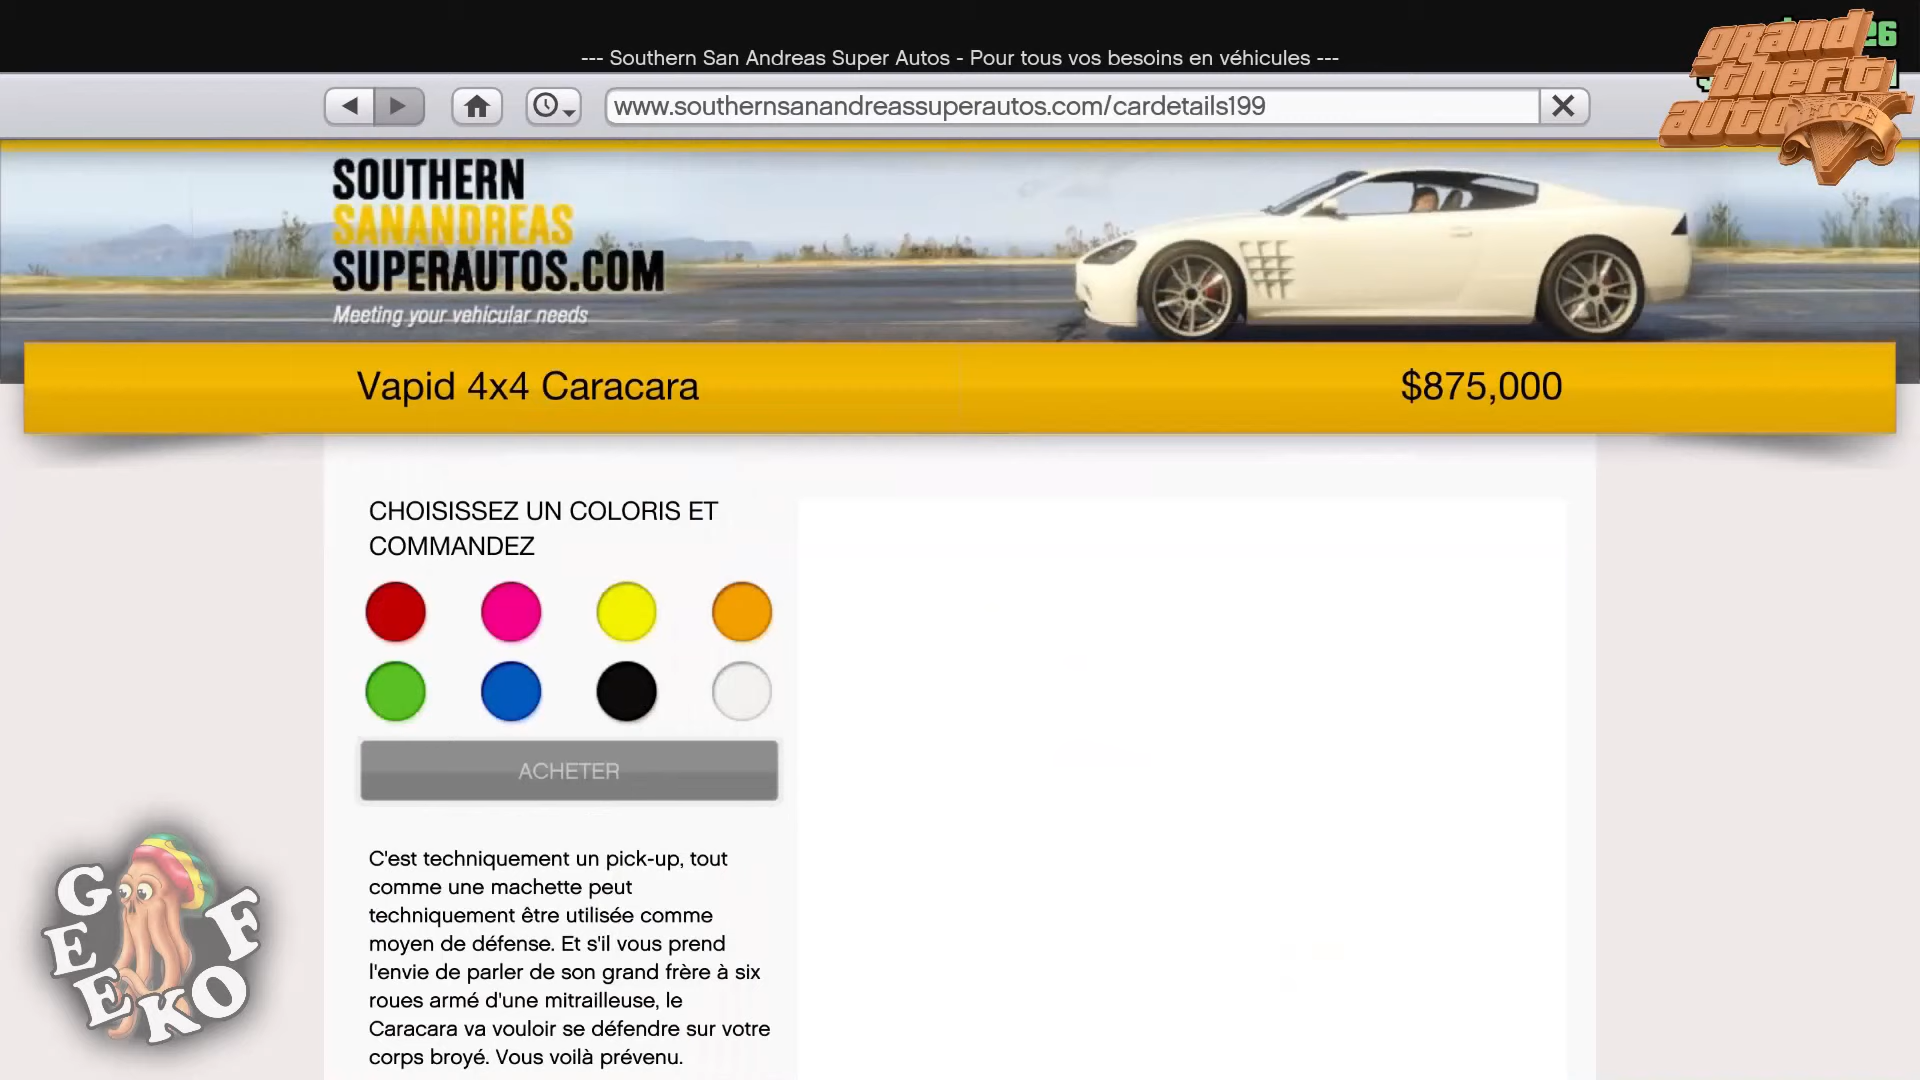 --- Southern San Andreas Super Autos - Pour tous vos besoins en véhicules ---
www.southernsanandreassuperautos.com/cardetails199
grand
theft
auto
FIVE
V
26
SOUTHERN
SANANDREAS
SUPERAUTOS.COM
Meeting your vehicular needs
Vapid 4x4 Caracara
$875,000
CHOISISSEZ UN COLORIS ET
COMMANDEZ
ACHETER
C'est techniquement un pick-up, tout
comme une machette peut
techniquement être utilisée comme
moyen de défense. Et s'il vous prend
l'envie de parler de son grand frère à six
roues armé d'une mitrailleuse, le
Caracara va vouloir se défendre sur votre
corps broyé. Vous voilà prévenu.
GEEKOF